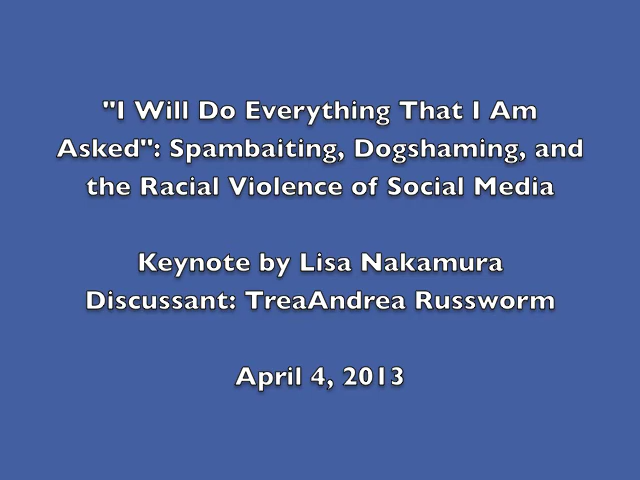 "I Will Do Everything That I Am
Asked": Spambaiting, Dogshaming, and
the Racial Violence of Social Media
Keynote by Lisa Nakamura
Discussant: TreaAndrea Russworm
April 4, 2013